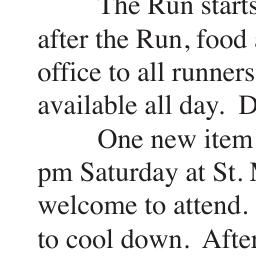 The Run starts
after the Run, food
office to all runners
available all day. D
One new item
pm Saturday at St. M
welcome to attend.
to cool down. After